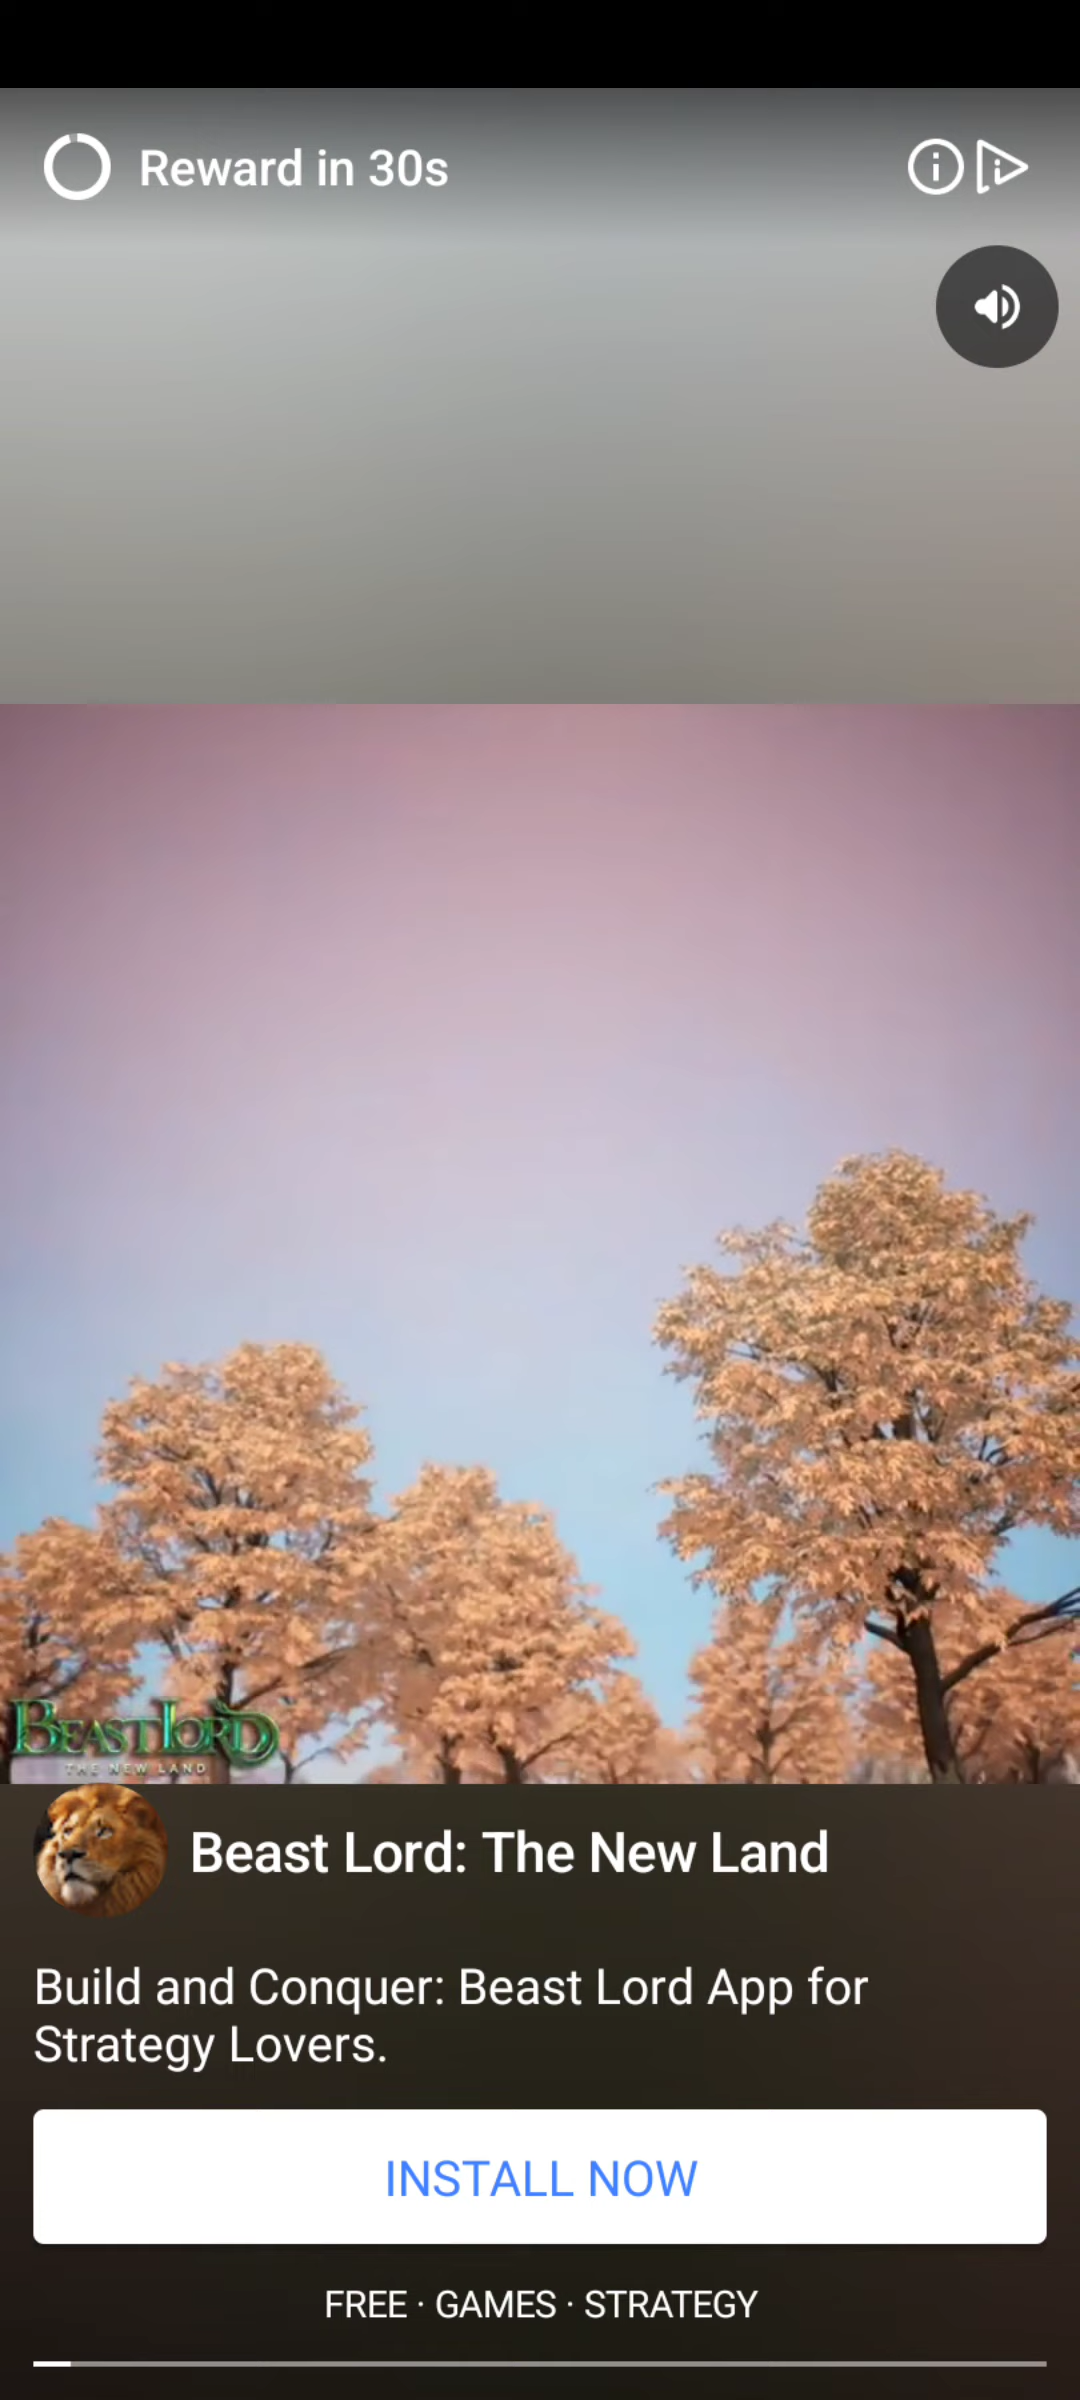 Reward in 30s
BEAST LORD
THE NEW LAND
Beast Lord: The New Land
Build and Conquer: Beast Lord App for
Strategy Lovers.
INSTALL NOW
FREE · GAMES · STRATEGY